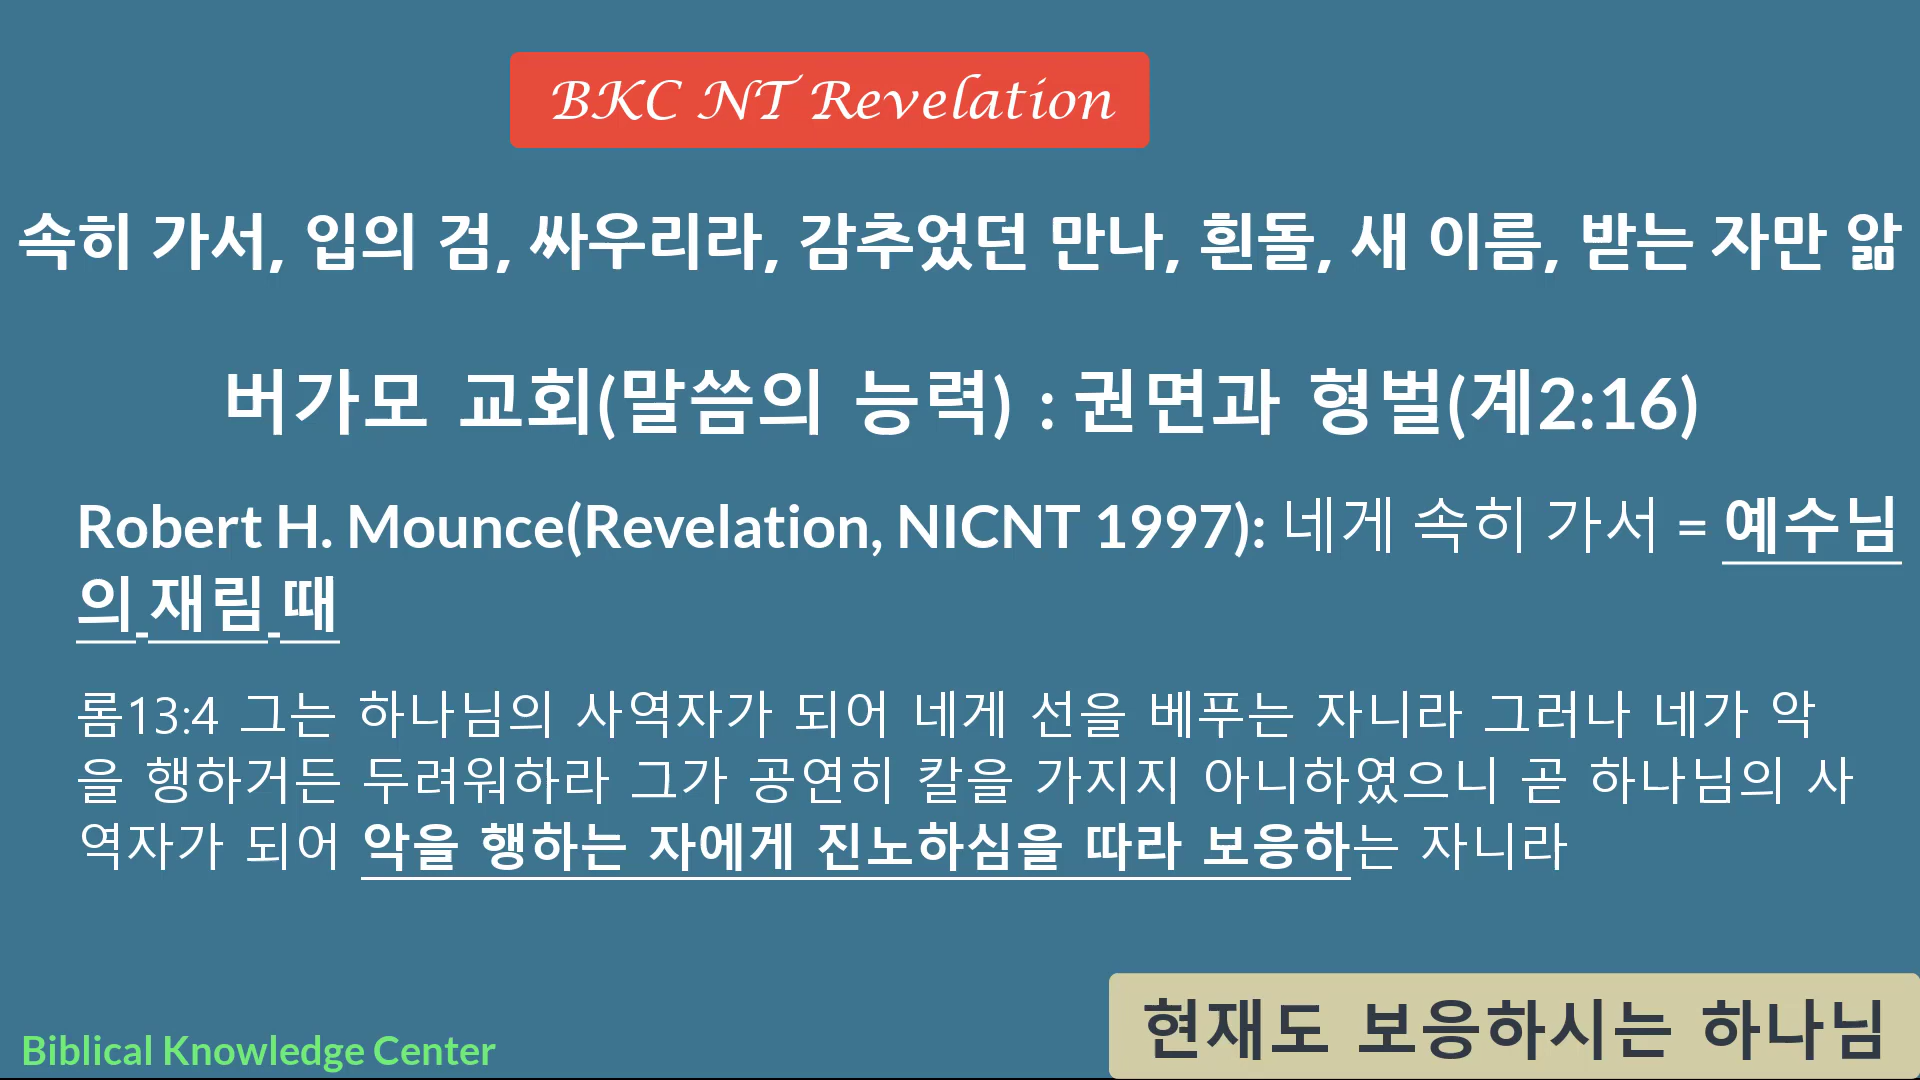 BKC NT Revelation
속히 가서, 입의 검, 싸우리라, 감추었던 만나, 흰돌, 새 이름, 받는 자만 앎
버가모 교회(말씀의 능력) : 권면과 형벌(계2:16)
Robert H. Mounce(Revelation, NICNT 1997): 네게 속히 가서 = 예수님
의 재림 때
롬13:4 그는 하나님의 사역자가 되어 네게 선을 베푸는 자니라 그러나 네가 악
을 행하거든 두려워하라 그가 공연히 칼을 가지지 아니하였으니 곧 하나님의 사
역자가 되어 악을 행하는 자에게 진노하심을 따라 보응하는 자니라
현재도 보응하시는 하나님
Biblical Knowledge Center